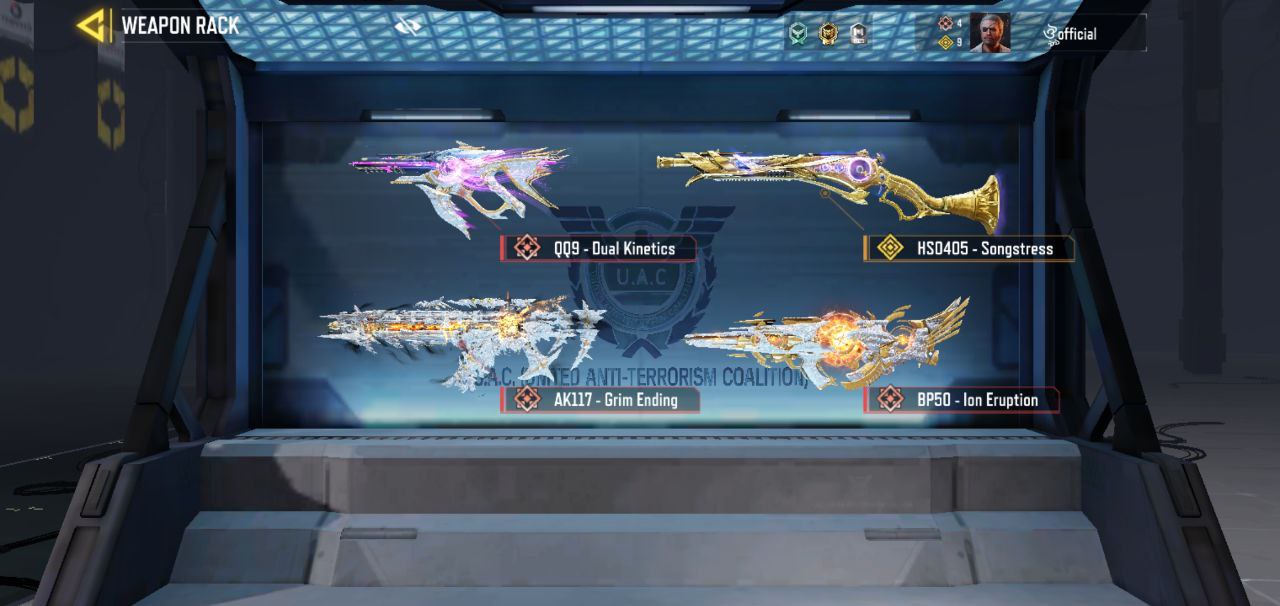 WEAPON RACK
4
9
official
QQ9 - Dual Kinetics
HSO405 - Songstress
U.A.C
U.A.C. (UNITED ANTI-TERRORISM COALITION)
AK117 - Grim Ending
BP50 - Ion Eruption